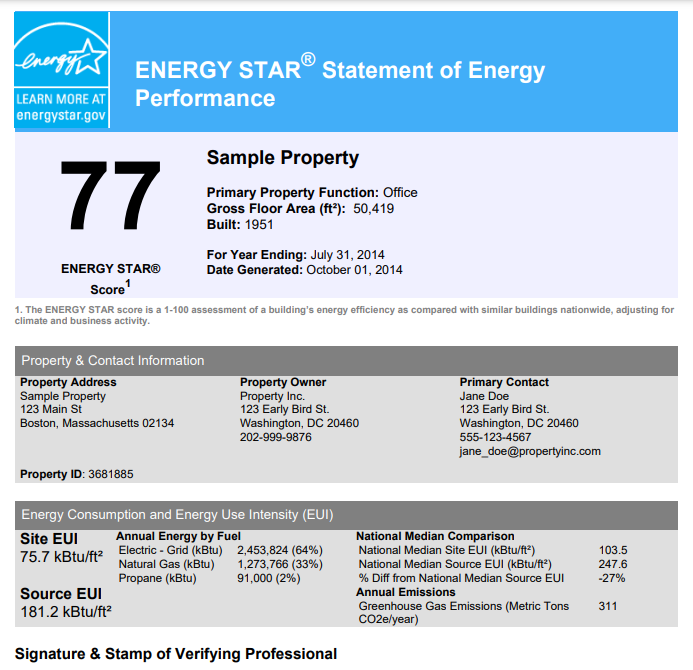 energy
LEARN MORE AT
energystar.gov
ENERGY STAR® Statement of Energy
Performance
77
ENERGY STAR®
Score1
Sample Property
Primary Property Function: Office
Gross Floor Area (ft²): 50,419
Built: 1951
For Year Ending: July 31, 2014
Date Generated: October 01, 2014
1. The ENERGY STAR score is a 1-100 assessment of a building's energy efficiency as compared with similar buildings nationwide, adjusting for
climate and business activity.
Property & Contact Information
Property Address
Sample Property
123 Main St
Boston, Massachusetts 02134
Property Owner
Property Inc.
123 Early Bird St.
Washington, DC 20460
202-999-9876
Primary Contact
Jane Doe
123 Early Bird St.
Washington, DC 20460
555-123-4567
jane_doe@propertyinc.com
Property ID: 3681885
Energy Consumption and Energy Use Intensity (EUI)
Site EUI
75.7 kBtu/ft²
Source EUI
181.2 kBtu/ft²
Annual Energy by Fuel
Electric - Grid (kBtu) 2,453,824 (64%)
Natural Gas (kBtu) 1,273,766 (33%)
Propane (kBtu) 91,000 (2%)
National Median Comparison
National Median Site EUI (kBtu/ft²) 103.5
National Median Source EUI (kBtu/ft²) 247.6
% Diff from National Median Source EUI -27%
Annual Emissions
Greenhouse Gas Emissions (Metric Tons 311
CO2e/year)
Signature & Stamp of Verifying Professional